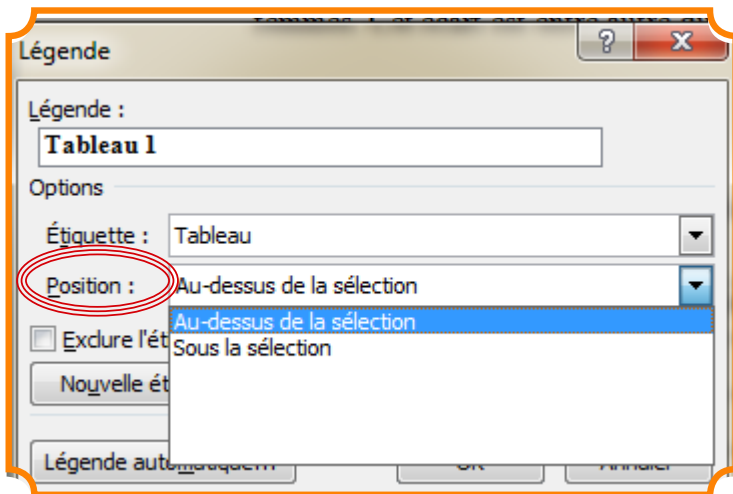 Légende
Légende :
Tableau 1
Options
Étiquette : Tableau
Position : Au-dessus de la sélection
Au-dessus de la sélection
Exclure l'ét
Sous la sélection
Nouvelle ét
Légende